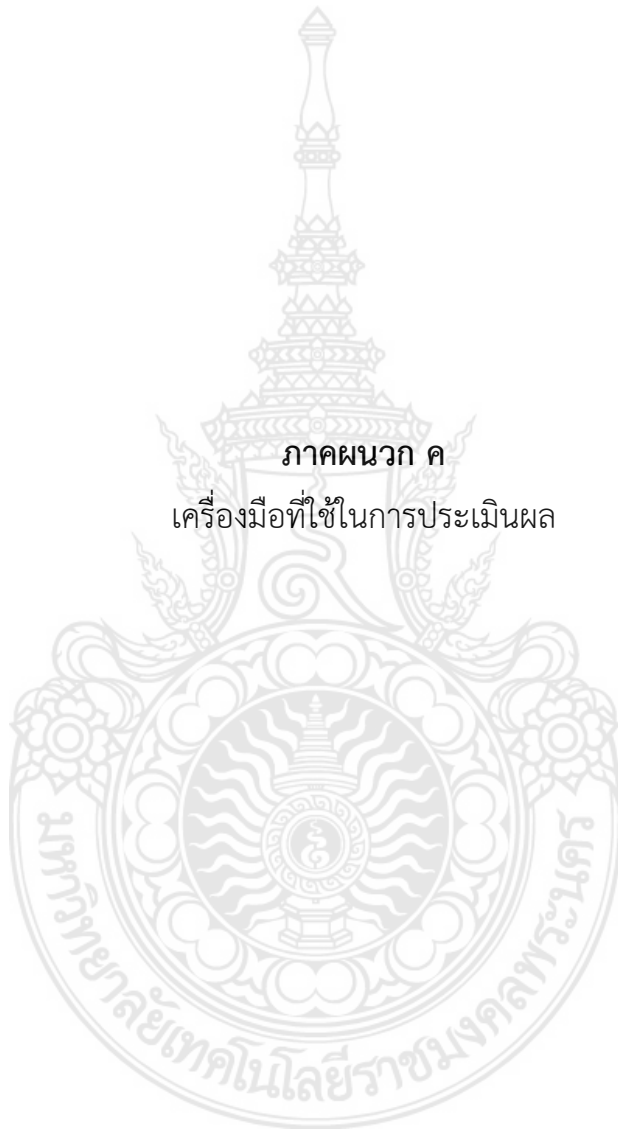 ภาคผนวก ค
เครื่องมือที่ใช้ในการประเมินผล
มหาวิทยาลัยเทคโนโลยีราชมงคลพระนคร